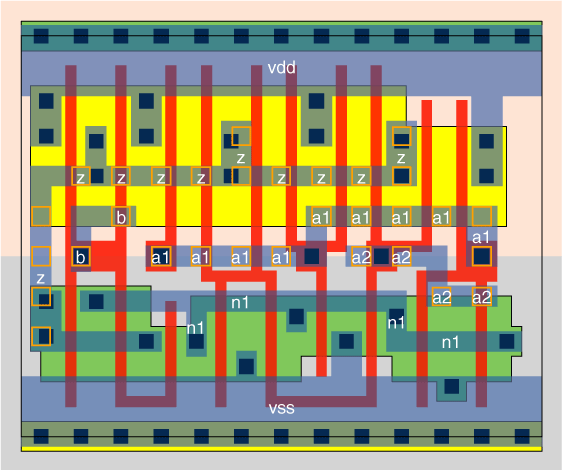 vdd
z z
z z z z z z z
b a1 a1 a1 a1
a1
b a1 a1 a1 a1 a2 a2
z
a2 a2
n1
n1 n1
n1
vss